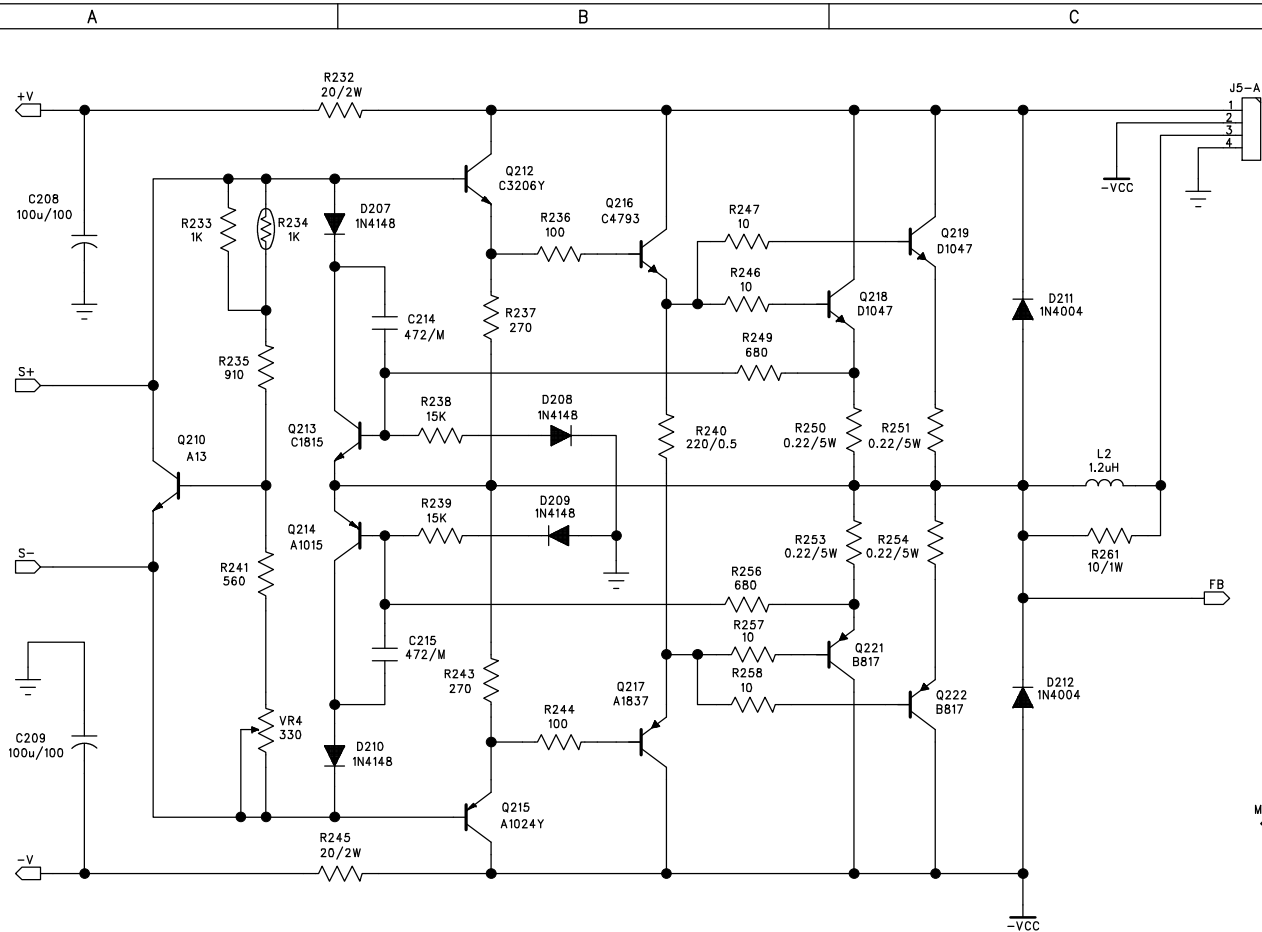 A
B
C
+V
R232
20/2W
J5-A
1
2
3
4
-VCC
C208
100u/100
R233
1K
R234
1K
D207
1N4148
Q212
C3206Y
R236
100
Q216
C4793
R247
10
R246
10
Q219
D1047
Q218
D1047
D211
1N4004
C214
472/M
R237
270
R249
680
R235
910
S+
Q210
A13
Q213
C1815
R238
15K
D208
1N4148
R240
220/0.5
R250
0.22/5W
R251
0.22/5W
L2
1.2uH
Q214
A1015
R239
15K
D209
1N4148
R253
0.22/5W
R254
0.22/5W
R261
10/1W
S-
R241
560
R256
680
FB
C215
472/M
R257
10
Q221
B817
R243
270
R258
10
Q217
A1837
Q222
B817
D212
1N4004
C209
100u/100
VR4
330
D210
1N4148
R244
100
Q215
A1024Y
M
R245
20/2W
-V
-VCC